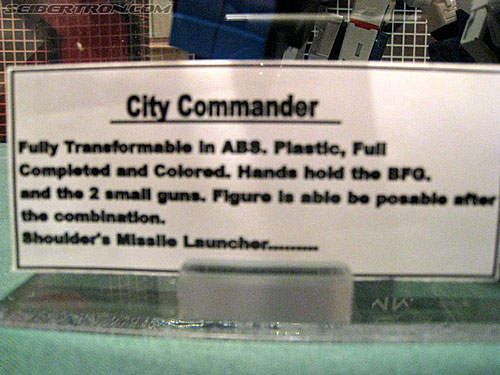 SEIBERTRON.COM
City Commander
Fully Transformable in ABS. Plastic, Full
Completed and Colored. Hands hold the BFG.
and the 2 small guns. Figure is able be posable after
the combination.
Shoulder's Missile Launcher.........